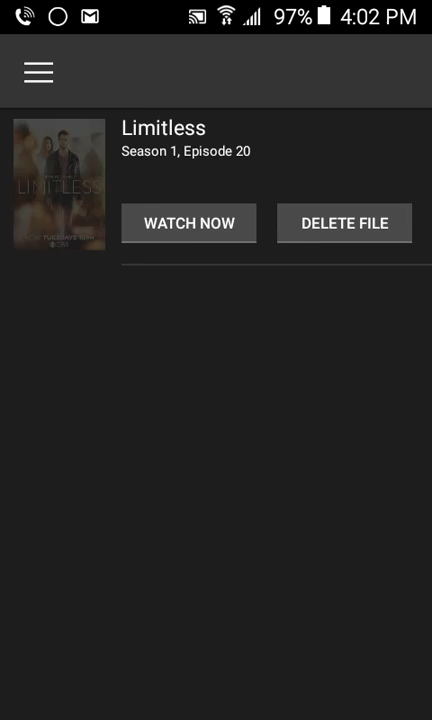 97% 4:02 PM
Limitless
Season 1, Episode 20
LIMITLESS
WATCH NOW
DELETE FILE